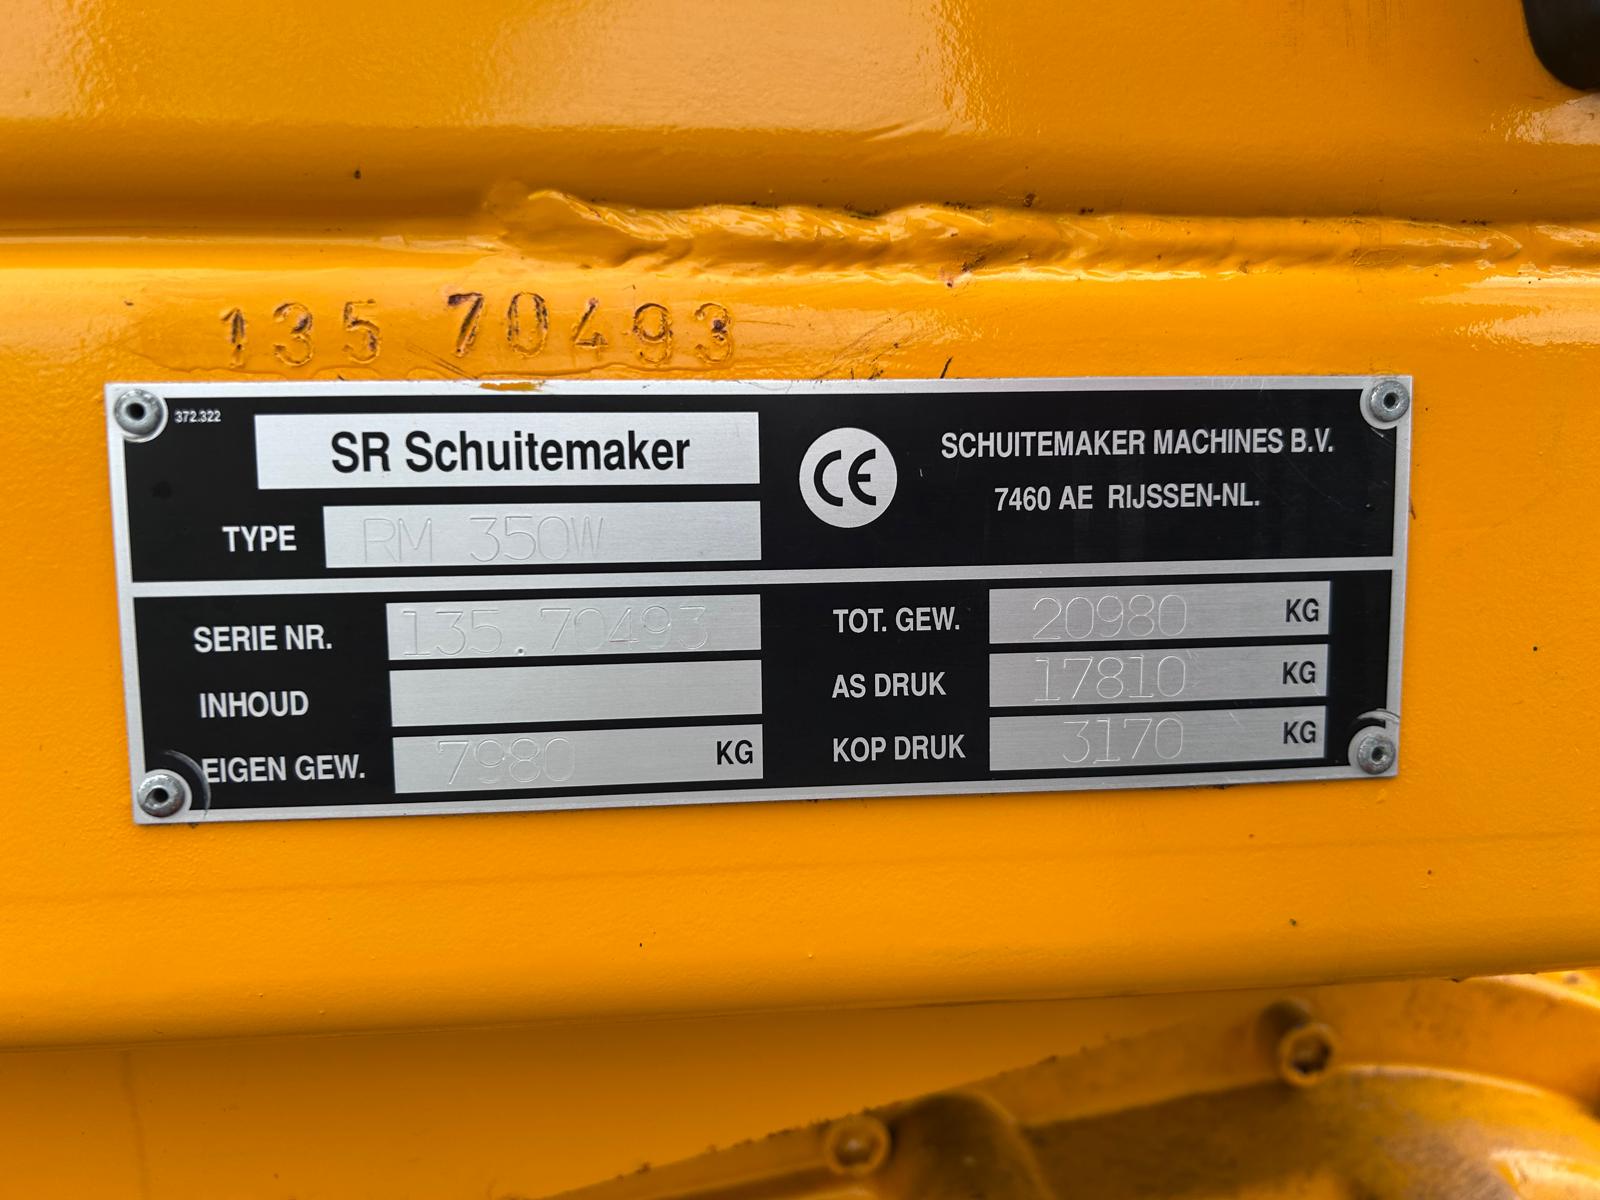 135 70493
372.322
SR Schuitemaker
TYPE RM 350W
CE
SCHUITEMAKER MACHINES B.V.
7460 AE RIJSSEN-NL.
SERIE NR. 135.70493
INHOUD
EIGEN GEW. 7980 KG
TOT. GEW. 20980 KG
AS DRUK 17810 KG
KOP DRUK 3170 KG